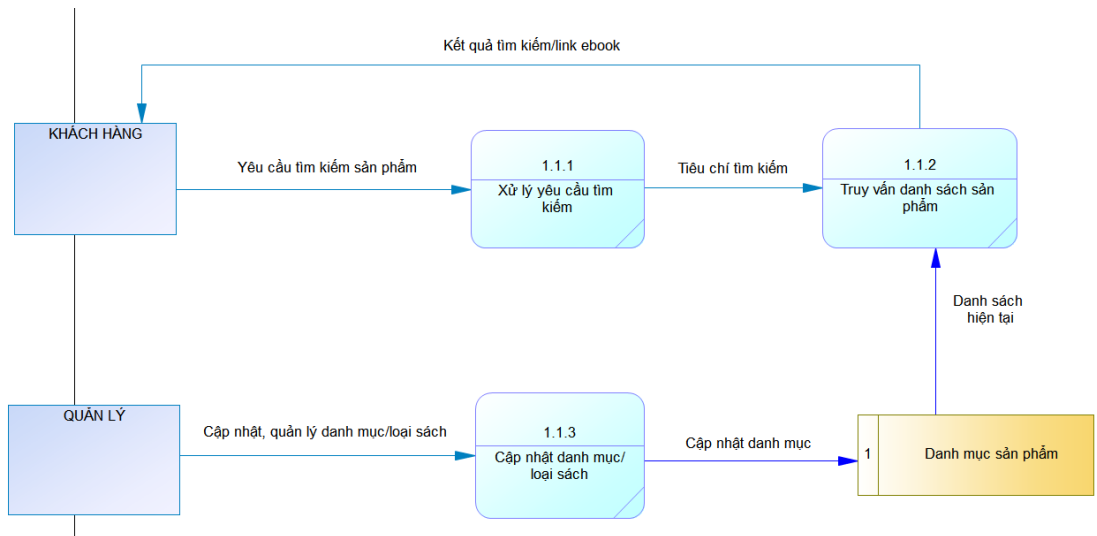 Kết quả tìm kiếm/link ebook
KHÁCH HÀNG
Yêu cầu tìm kiếm sản phẩm
1.1.1
Xử lý yêu cầu tìm
kiếm
Tiêu chí tìm kiếm
1.1.2
Truy vấn danh sách sản
phẩm
Danh sách
hiện tại
QUẢN LÝ
Cập nhật, quản lý danh mục/loại sách
1.1.3
Cập nhật danh mục/
loại sách
Cập nhật danh mục
1
Danh mục sản phẩm